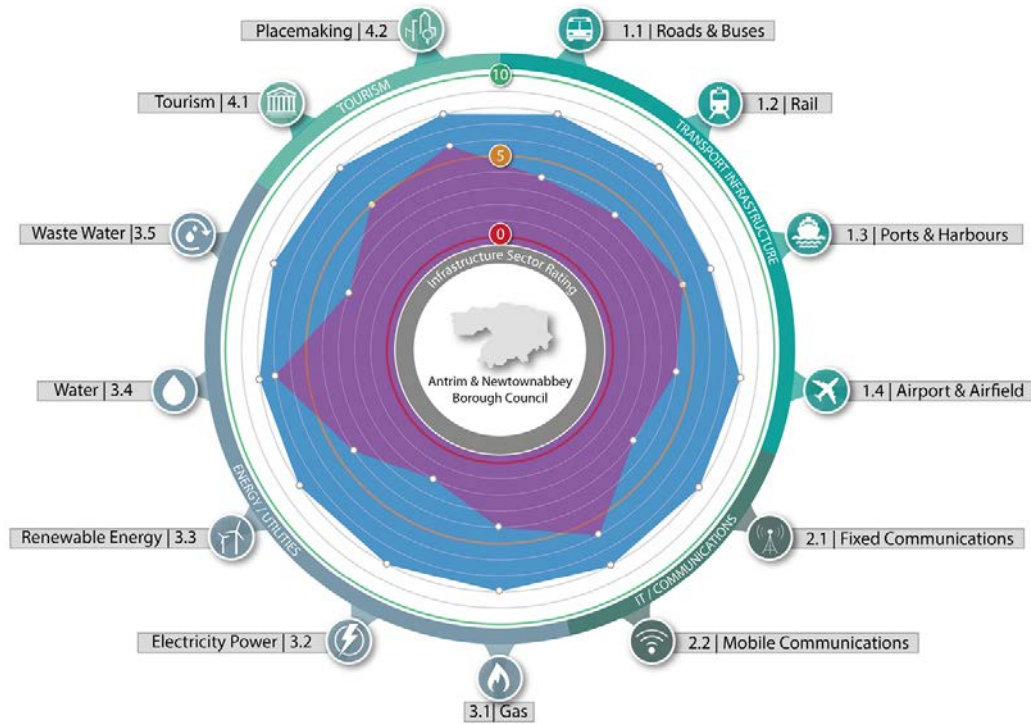 Placemaking | 4.2
1.1 | Roads & Buses
Tourism | 4.1
1.2 | Rail
10
TOURISM
TRANSPORT INFRASTRUCTURE
5
Waste Water |3.5
1.3 | Ports & Harbours
0
Infrastructure Sector Rating
Antrim & Newtownabbey
Borough Council
Water | 3.4
1.4 | Airport & Airfield
ENERGY / UTILITIES
IT / COMMUNICATIONS
Renewable Energy | 3.3
2.1 | Fixed Communications
Electricity Power | 3.2
2.2 | Mobile Communications
3.1| Gas